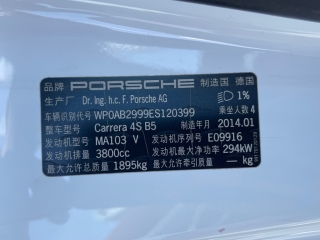 品牌 PORSCHE 制造国 德国
生产厂 Dr. Ing. h.c. F. Porsche AG 1%
车辆识别代号 WP0AB2999ES120399 乘坐人数 4
整车型号 Carrera 4S B5 制造年月 2014.01
发动机型号 MA103 V 发动机序列号 E09916
发动机排量 3800cc 发动机最大净功率 294kW
最大允许总质量 1895kg 最大允许牵引质量 — kg